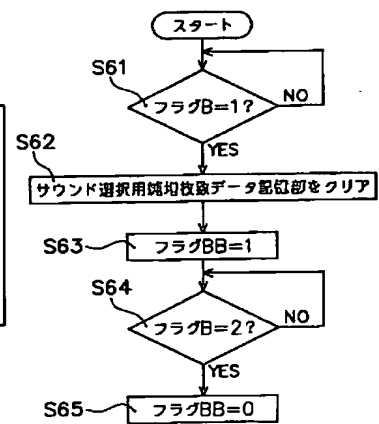 スタート
S61
フラグB=1?
NO
YES
S62
サウンド選択用純増枚数データ記憶部をクリア
S63
フラグBB=1
S64
フラグB=2?
NO
YES
S65
フラグBB=0